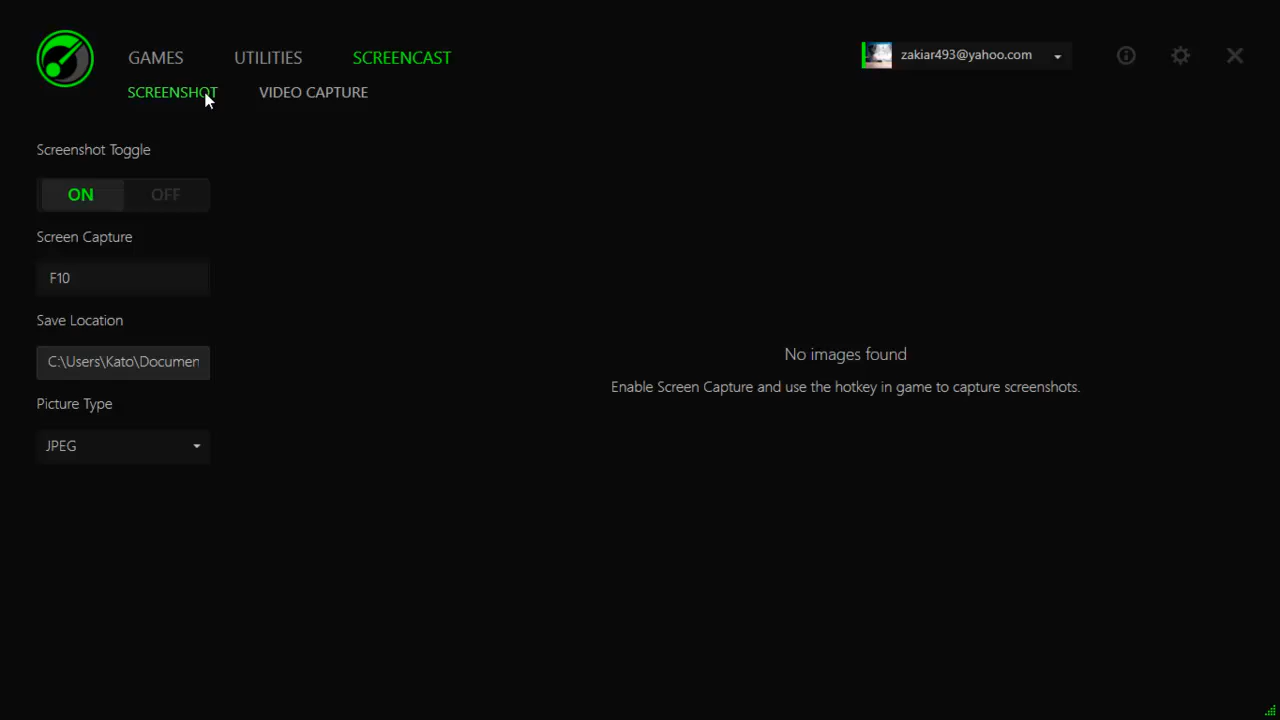 GAMES UTILITIES SCREENCAST zakiar493@yahoo.com
SCREENSHOT VIDEO CAPTURE
Screenshot Toggle
ON OFF
Screen Capture
F10
Save Location
C:\Users\Kato\Documen
No images found
Enable Screen Capture and use the hotkey in game to capture screenshots.
Picture Type
JPEG